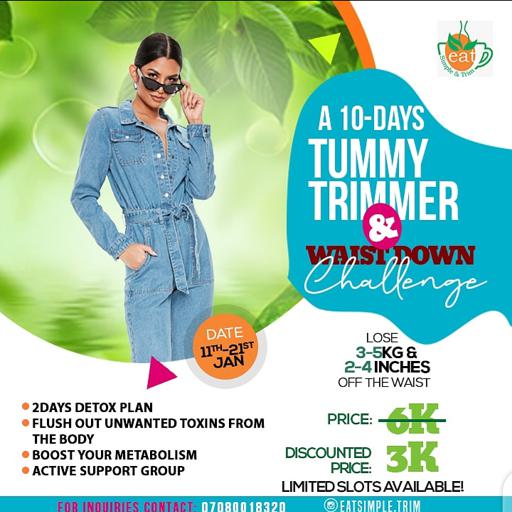 eat
Simple & Trim
A 10-DAYS
TUMMY
TRIMMER
&
WAIST DOWN
Challenge
DATE
11TH-21ST
JAN
LOSE
3-5KG &
2-4 INCHES
OFF THE WAIST
2DAYS DETOX PLAN
FLUSH OUT UNWANTED TOXINS FROM
THE BODY
BOOST YOUR METABOLISM
ACTIVE SUPPORT GROUP
PRICE: 6K
DISCOUNTED
PRICE: 3K
LIMITED SLOTS AVAILABLE!
FOR INQUIRIES CONTACT: 07080018320 @EATSIMPLE.TRIM